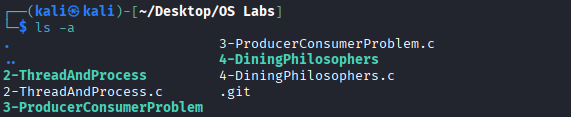 ┌──(kali㉿kali)-[~/Desktop/OS Labs]
└─$ ls -a
.                      3-ProducerConsumerProblem.c
..                     4-DiningPhilosophers
2-ThreadAndProcess     4-DiningPhilosophers.c
2-ThreadAndProcess.c   .git
3-ProducerConsumerProblem